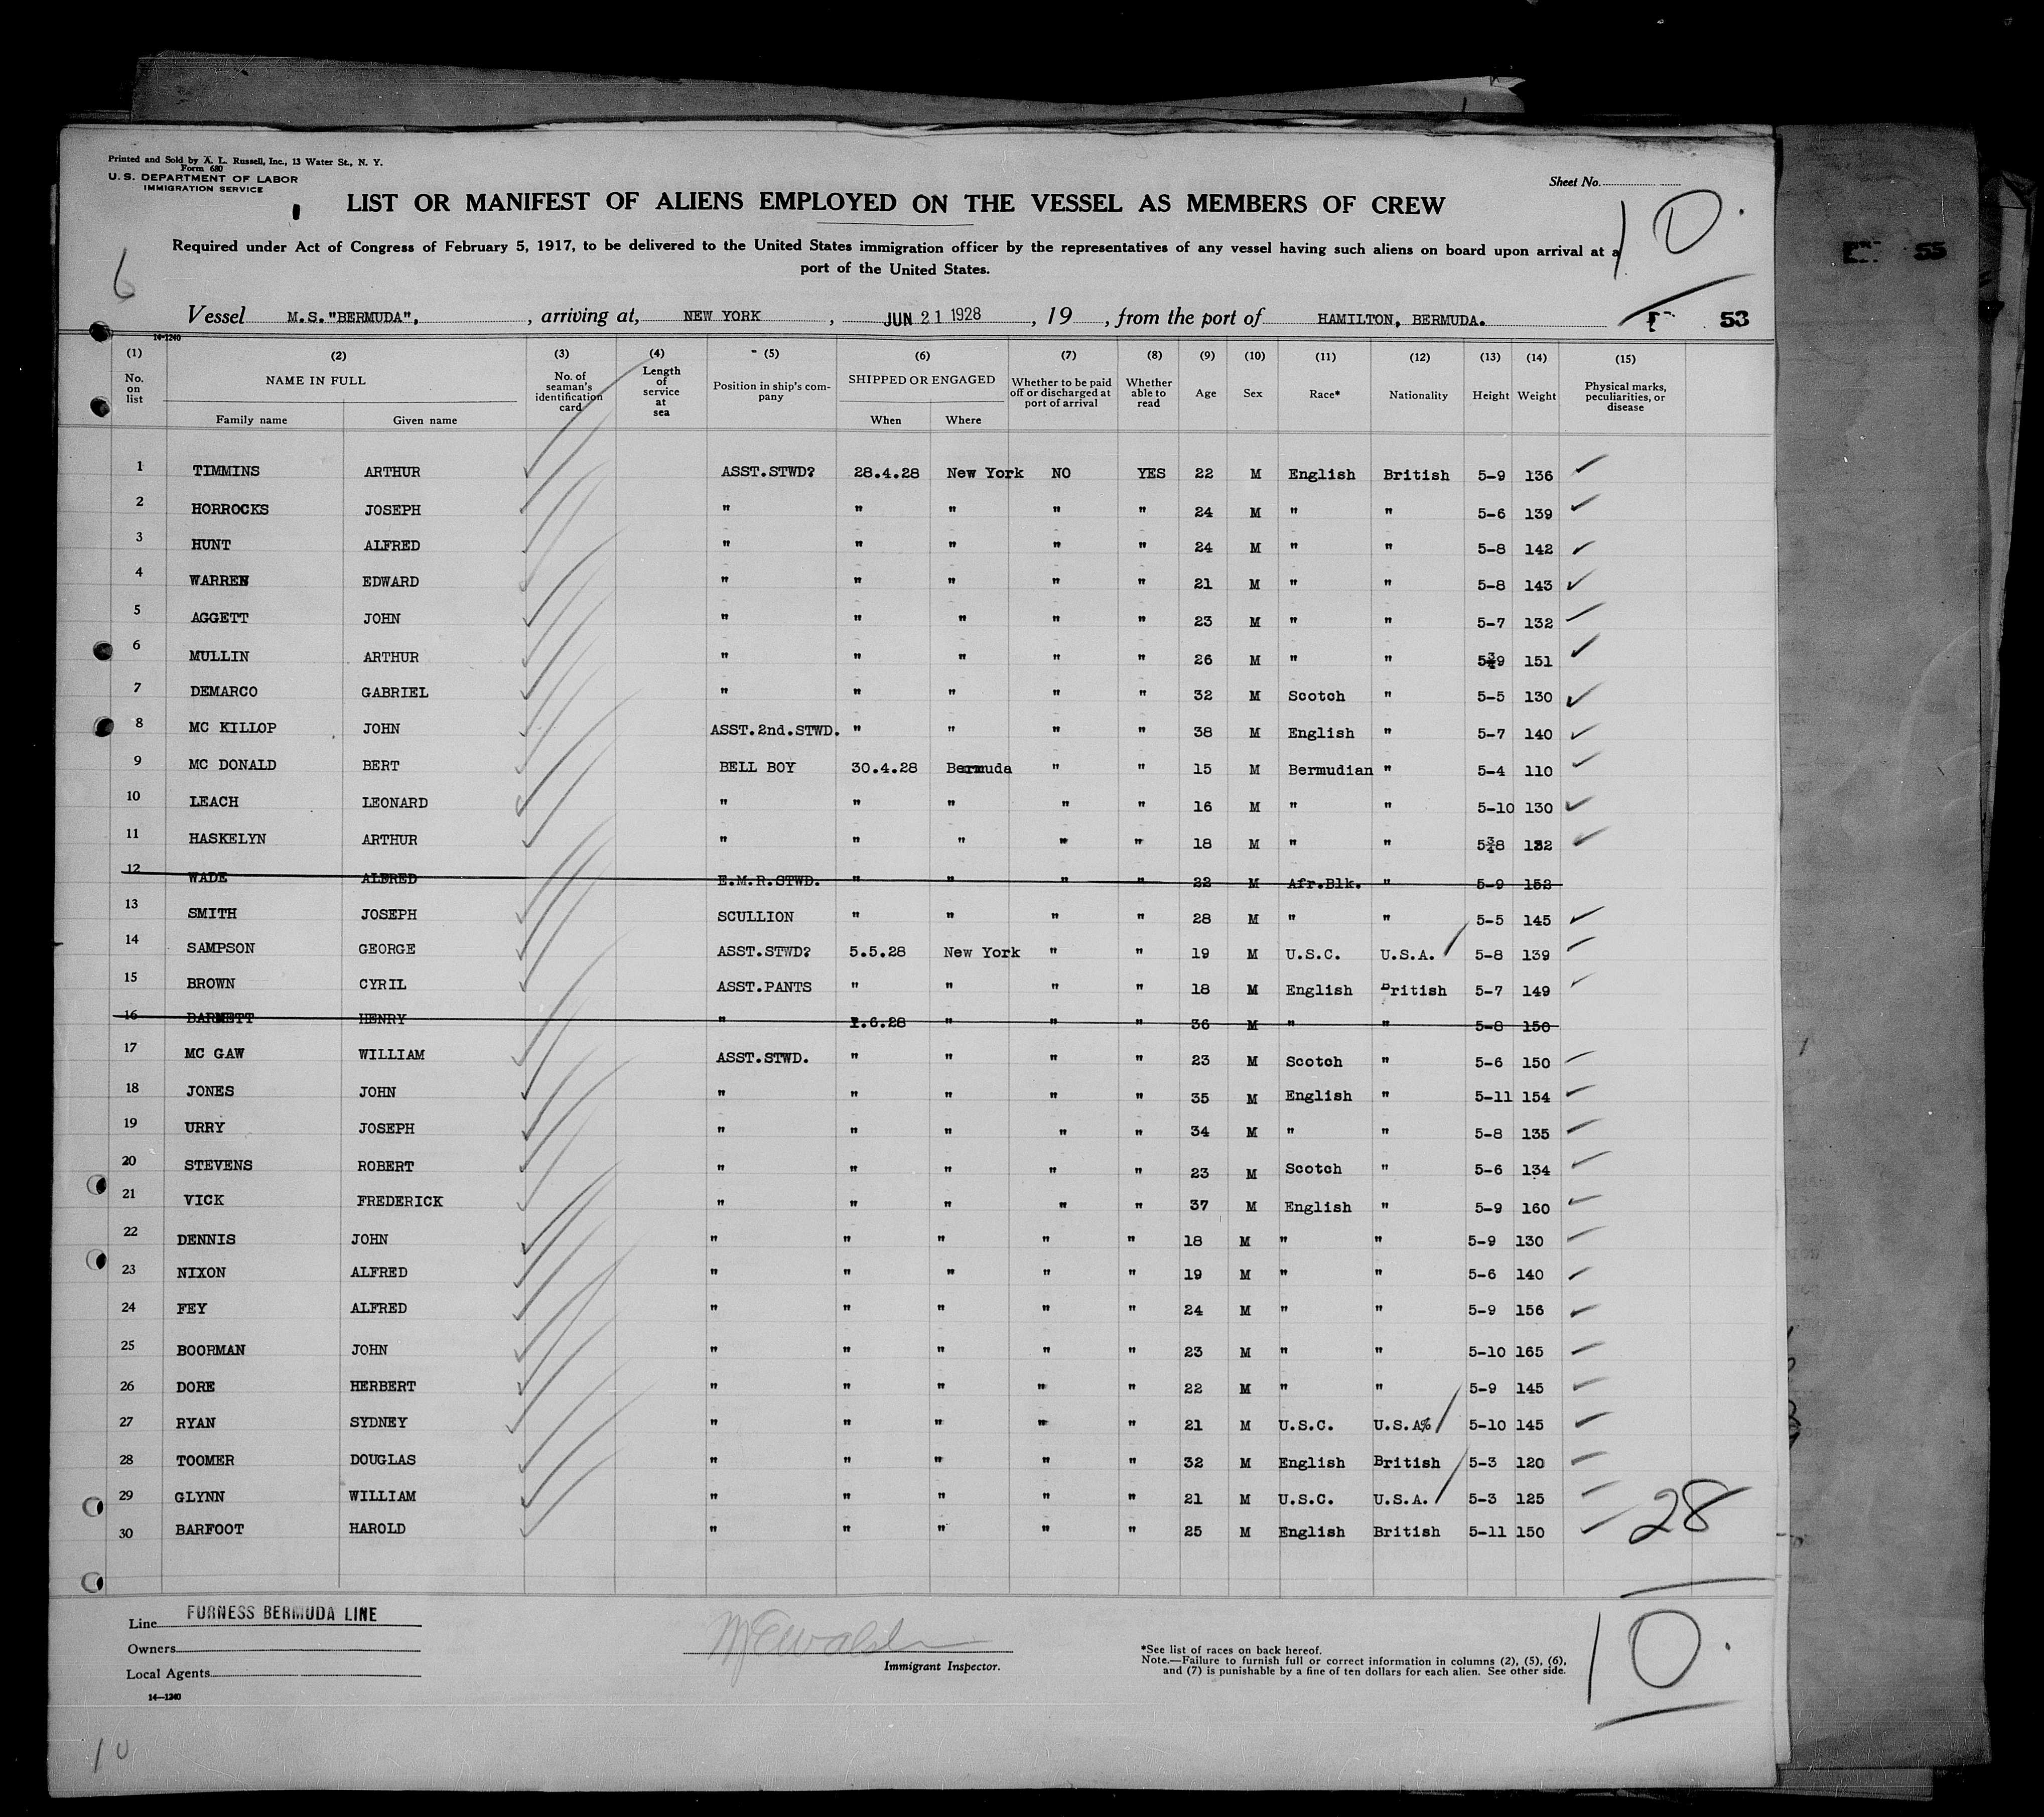 Printed and Sold by A. L. Russell, Inc., 13 Water St., N. Y.
Form 680
U. S. DEPARTMENT OF LABOR
IMMIGRATION SERVICE
Sheet No.
10.
LIST OR MANIFEST OF ALIENS EMPLOYED ON THE VESSEL AS MEMBERS OF CREW
Required under Act of Congress of February 5, 1917, to be delivered to the United States immigration officer by the representatives of any vessel having such aliens on board upon arrival at a
port of the United States.
6
55
Vessel M.S."BERMUDA", , arriving at, NEW YORK , JUN 21 1928 , 19 , from the port of HAMILTON, BERMUDA. 53
14-1240
(1) (2) (3) (4) (5) (6) (7) (8) (9) (10) (11) (12) (13) (14) (15)
No. on list NAME IN FULL Family name Given name No. of seaman's identification card Length of service at sea Position in ship's company SHIPPED OR ENGAGED When Where Whether to be paid off or discharged at port of arrival Whether able to read Age Sex Race* Nationality Height Weight Physical marks, peculiarities, or disease
1 TIMMINS ARTHUR ASST.STWD? 28.4.28 New York NO YES 22 M English British 5-9 136
2 HORROCKS JOSEPH " " " " " 24 M " " 5-6 139
3 HUNT ALFRED " " " " " 24 M " " 5-8 142
4 WARREN EDWARD " " " " " 21 M " " 5-8 143
5 AGGETT JOHN " " " " " 23 M " " 5-7 132
6 MULLIN ARTHUR " " " " " 26 M " " 5¾9 151
7 DEMARCO GABRIEL " " " " " 32 M Scotch " 5-5 130
8 MC KILLOP JOHN ASST.2nd.STWD. " " " " 38 M English " 5-7 140
9 MC DONALD BERT BELL BOY 30.4.28 Bermuda " " 15 M Bermudian " 5-4 110
10 LEACH LEONARD " " " " " 16 M " " 5-10 130
11 HASKELYN ARTHUR " " " " " 18 M " " 5¾8 132
12 WADE ALFRED E.M.R.STWD. " " " " 22 M Afr.Blk. " 5-9 152
13 SMITH JOSEPH SCULLION " " " " 28 M " " 5-5 145
14 SAMPSON GEORGE ASST.STWD? 5.5.28 New York " " 19 M U.S.C. U.S.A. 5-8 139
15 BROWN CYRIL ASST.PANTS " " " " 18 M English British 5-7 149
16 BARNETT HENRY " 1.6.28 " " " 36 M " " 5-8 150
17 MC GAW WILLIAM ASST.STWD. " " " " 23 M Scotch " 5-6 150
18 JONES JOHN " " " " " 35 M English " 5-11 154
19 URRY JOSEPH " " " " " 34 M " " 5-8 135
20 STEVENS ROBERT " " " " " 23 M Scotch " 5-6 134
21 VICK FREDERICK " " " " " 37 M English " 5-9 160
22 DENNIS JOHN " " " " " 18 M " " 5-9 130
23 NIXON ALFRED " " " " " 19 M " " 5-6 140
24 FEY ALFRED " " " " " 24 M " " 5-9 156
25 BOORMAN JOHN " " " " " 23 M " " 5-10 165
26 DORE HERBERT " " " " " 22 M " " 5-9 145
27 RYAN SYDNEY " " " " " 21 M U.S.C. U.S.A% 5-10 145
28 TOOMER DOUGLAS " " " " " 32 M English British 5-3 120
29 GLYNN WILLIAM " " " " " 21 M U.S.C. U.S.A. 5-3 125
30 BARFOOT HAROLD " " " " " 25 M English British 5-11 150
28
Line FURNESS BERMUDA LINE
Owners
Local Agents
14—1240
Immigrant Inspector.
*See list of races on back hereof.
Note.—Failure to furnish full or correct information in columns (2), (5), (6),
and (7) is punishable by a fine of ten dollars for each alien. See other side.
10.
10